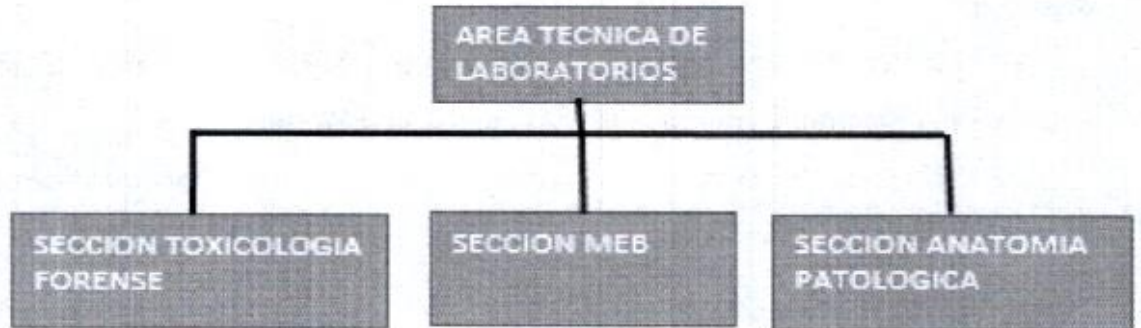 AREA TECNICA DE
LABORATORIOS
SECCION TOXICOLOGIA
FORENSE
SECCION MEB
SECCION ANATOMIA
PATOLOGICA